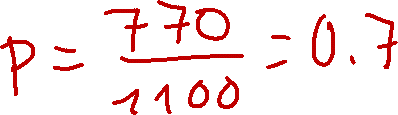 p = 770/1100 = 0.7